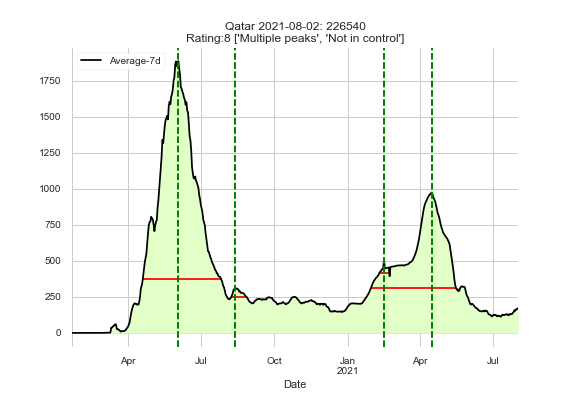 Qatar 2021-08-02: 226540
Rating:8 ['Multiple peaks', 'Not in control']
Average-7d
1750
1500
1250
1000
750
500
250
0
Apr
Jul
Oct
Jan
2021
Apr
Jul
Date